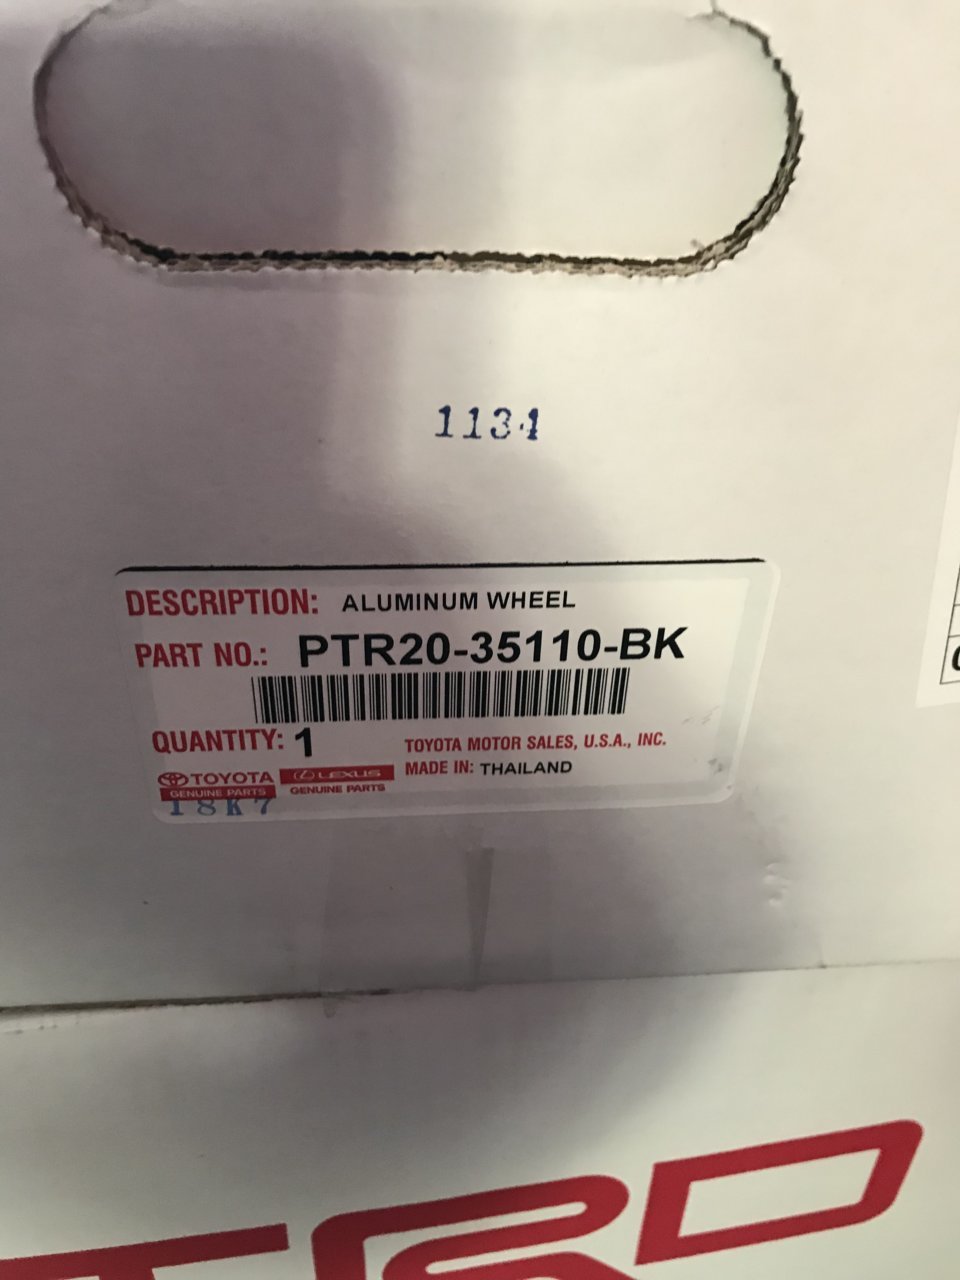 1134
DESCRIPTION: ALUMINUM WHEEL
PART NO.: PTR20-35110-BK
QUANTITY: 1
TOYOTA MOTOR SALES, U.S.A., INC.
MADE IN: THAILAND
TOYOTA
GENUINE PARTS
LEXUS
GENUINE PARTS
18K7
TRD